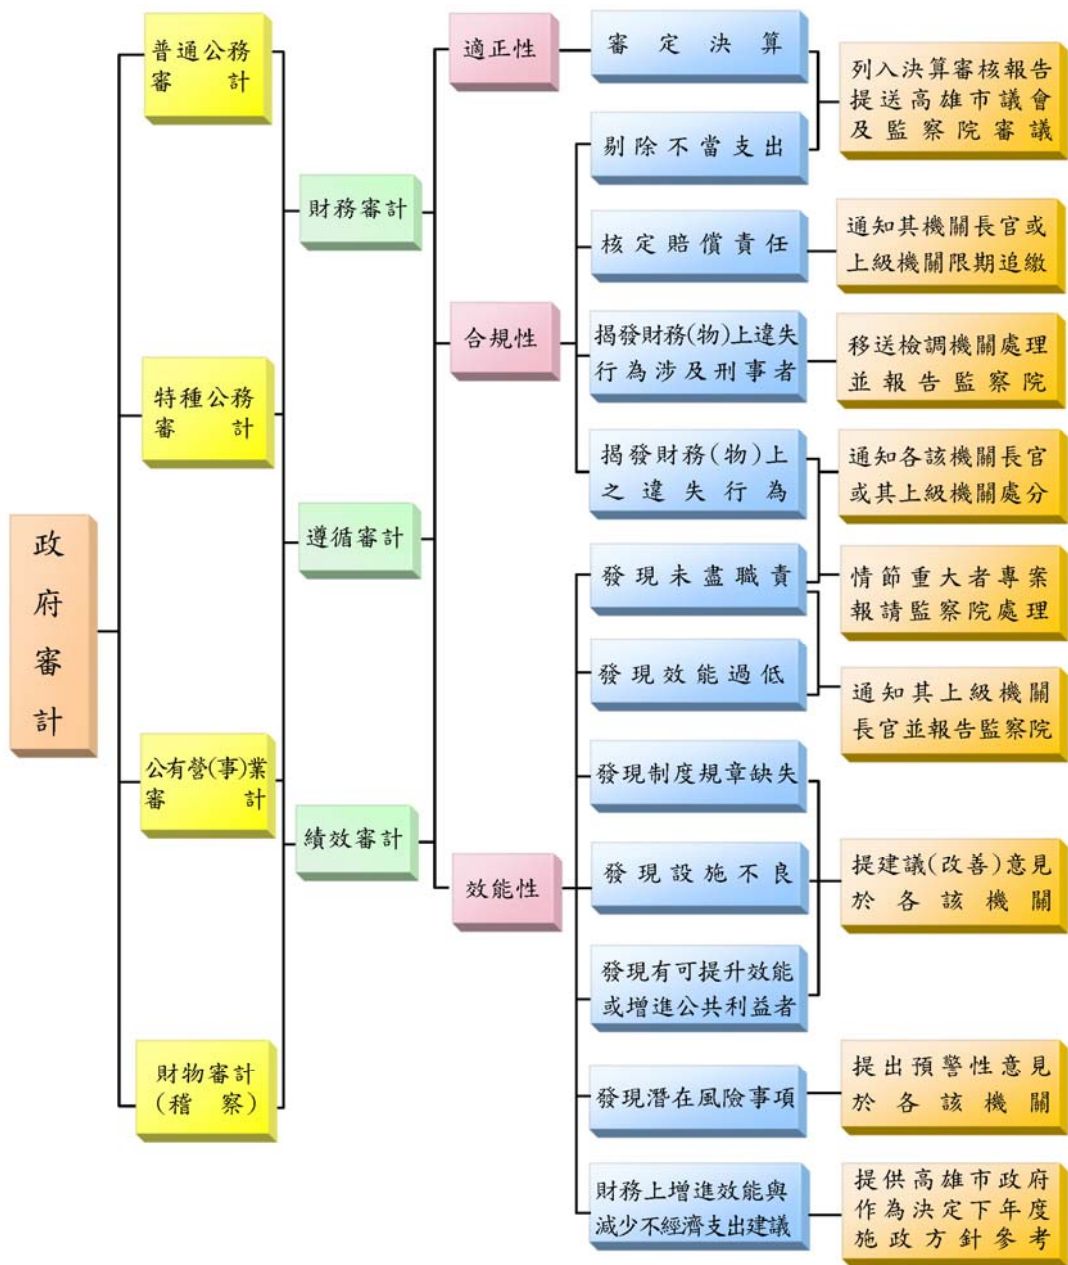 政府審計
普通公務
審計
特種公務
審計
公有營(事)業
審計
財物審計
(稽察)
財務審計
遵循審計
績效審計
適正性
合規性
效能性
審定決算
剔除不當支出
核定賠償責任
揭發財務(物)上違失
行為涉及刑事者
揭發財務(物)上
之違失行為
發現未盡職責
發現效能過低
發現制度規章缺失
發現設施不良
發現有可提升效能
或增進公共利益者
發現潛在風險事項
財務上增進效能與
減少不經濟支出建議
列入決算審核報告
提送高雄市議會
及監察院審議
通知其機關長官或
上級機關限期追繳
移送檢調機關處理
並報告監察院
通知各該機關長官
或其上級機關處分
情節重大者專案
報請監察院處理
通知其上級機關
長官並報告監察院
提建議(改善)意見
於各該機關
提出預警性意見
於各該機關
提供高雄市政府
作為決定下年度
施政方針參考